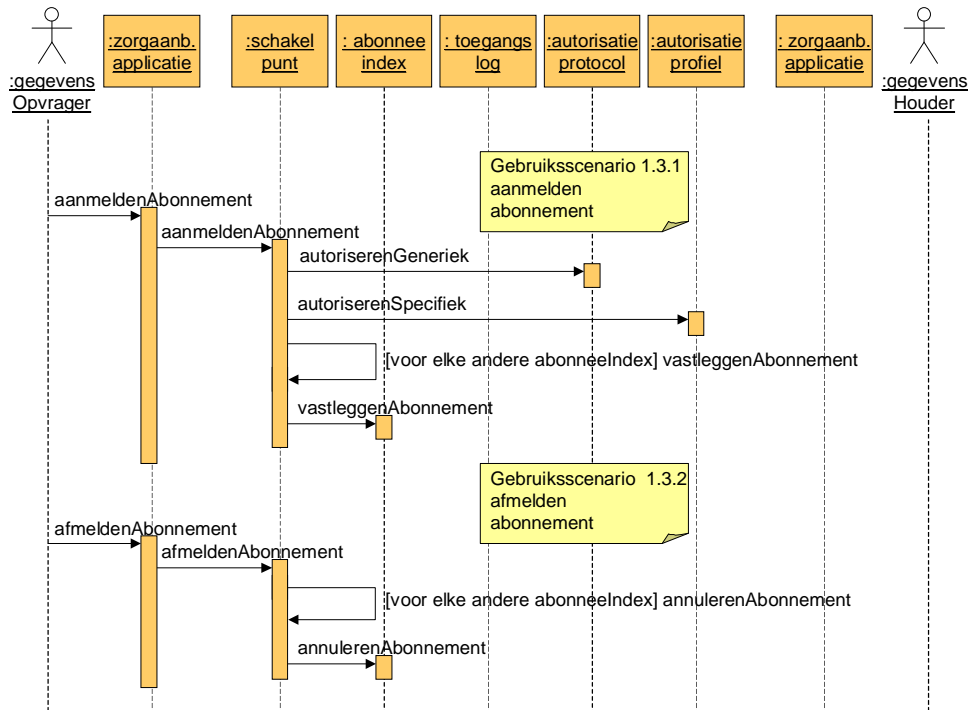 :zorgaanb.
applicatie
:schakel
punt
: abonnee
index
: toegangs
log
:autorisatie
protocol
:autorisatie
profiel
: zorgaanb.
applicatie
:gegevens
Opvrager
:gegevens
Houder
Gebruiksscenario 1.3.1
aanmelden
abonnement
aanmeldenAbonnement
aanmeldenAbonnement
autoriserenGeneriek
autoriserenSpecifiek
[voor elke andere abonneeIndex] vastleggenAbonnement
vastleggenAbonnement
Gebruiksscenario 1.3.2
afmelden
abonnement
afmeldenAbonnement
afmeldenAbonnement
[voor elke andere abonneeIndex] annulerenAbonnement
annulerenAbonnement